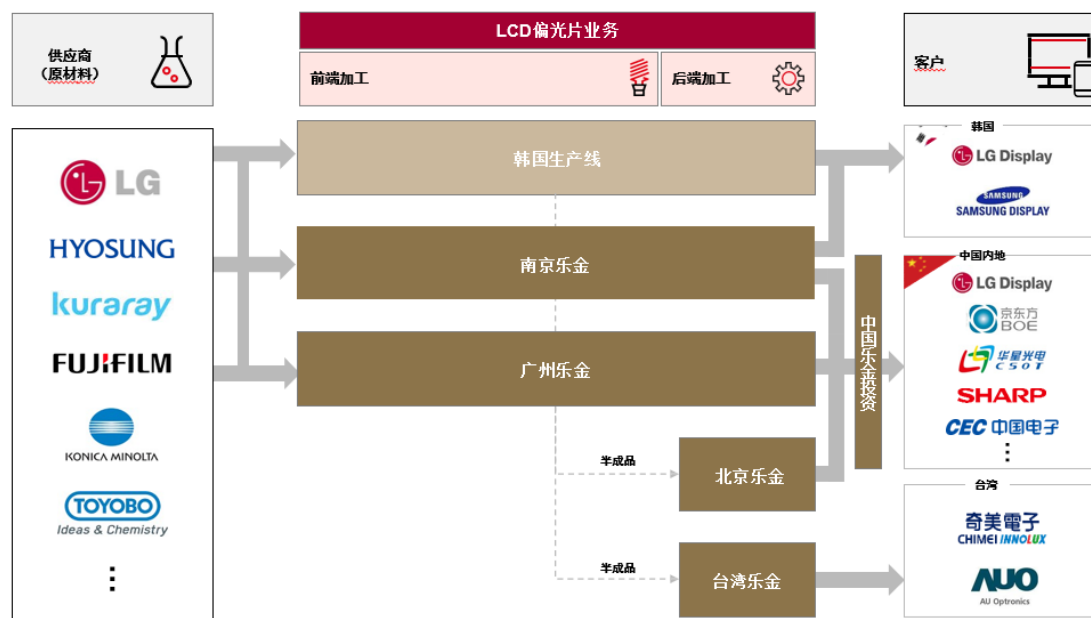 供应商
（原材料）
LCD偏光片业务
前端加工
后端加工
客户
LG
HYOSUNG
kuraray
FUJIFILM
KONICA MINOLTA
TOYOBO
Ideas & Chemistry
韩国生产线
南京乐金
广州乐金
半成品
北京乐金
半成品
台湾乐金
中国乐金投资
韩国
LG Display
SAMSUNG
SAMSUNG DISPLAY
中国内地
LG Display
京东方
BOE
华星光电
CSOT
SHARP
CEC 中国电子
台湾
奇美電子
CHIMEI INNOLUX
AUO
AU Optronics